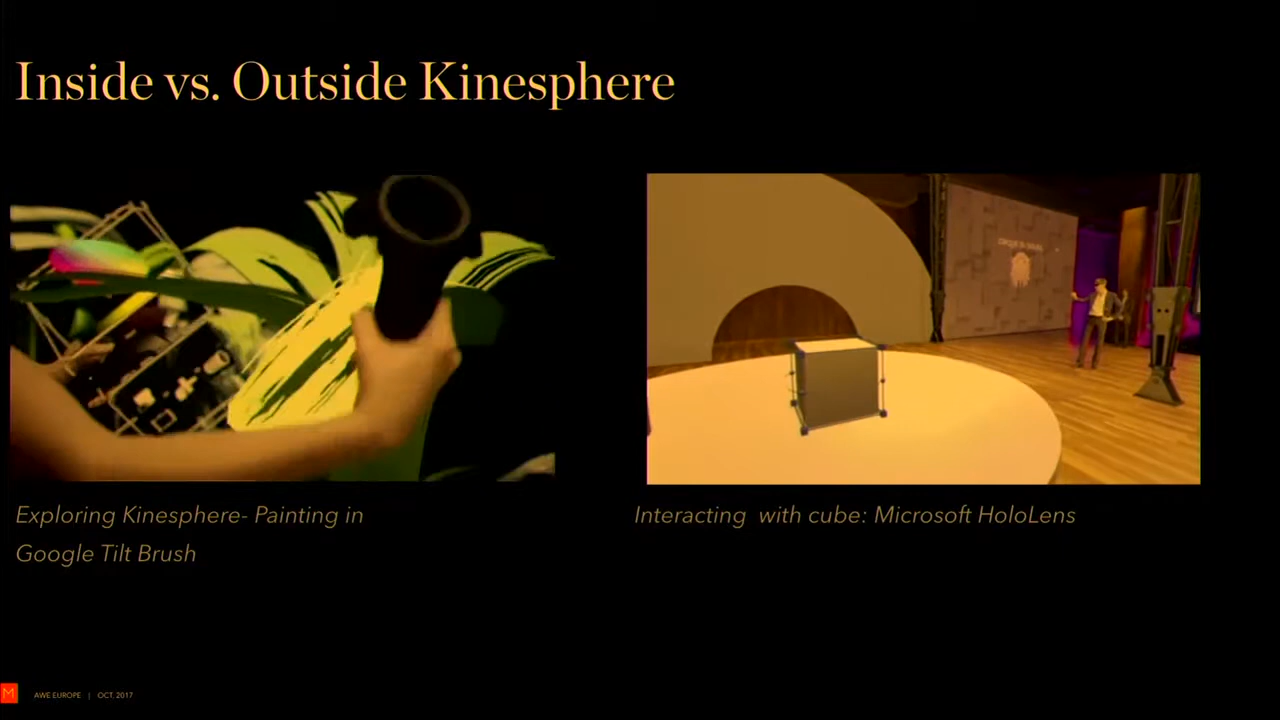 Inside vs. Outside Kinesphere
Exploring Kinesphere- Painting in
Google Tilt Brush
Interacting with cube: Microsoft HoloLens
M
AWE EUROPE | OCT. 2017